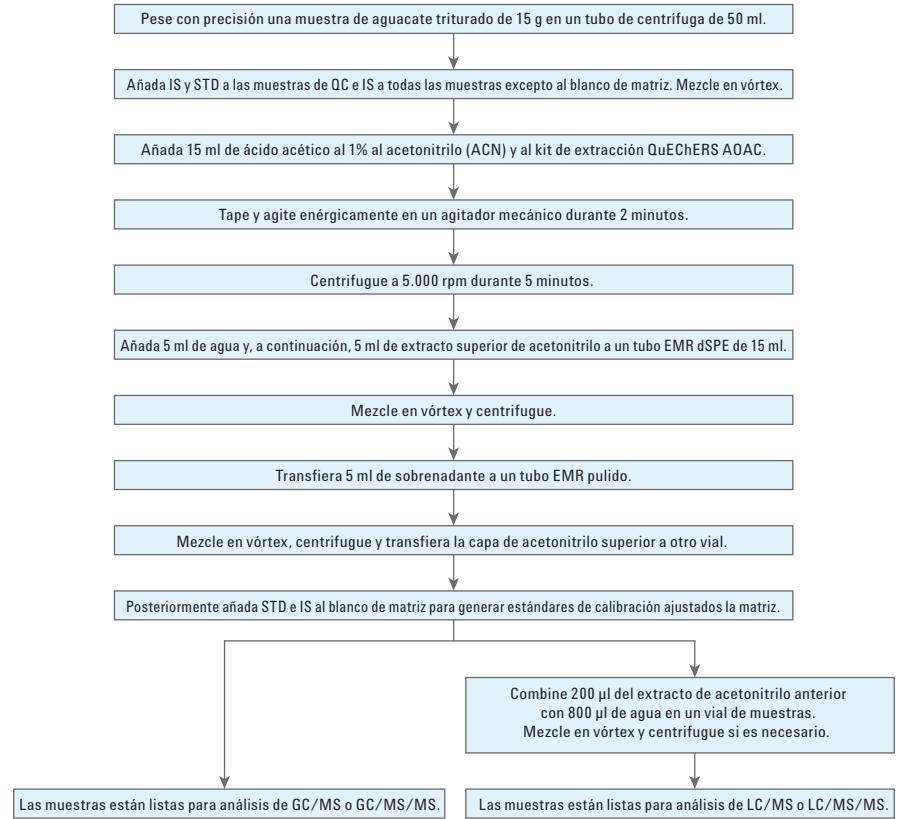 Pese con precisión una muestra de aguacate triturado de 15 g en un tubo de centrífuga de 50 ml.
Añada IS y STD a las muestras de QC e IS a todas las muestras excepto al blanco de matriz. Mezcle en vórtex.
Añada 15 ml de ácido acético al 1% al acetonitrilo (ACN) y al kit de extracción QuEChERS AOAC.
Tape y agite enérgicamente en un agitador mecánico durante 2 minutos.
Centrifugue a 5.000 rpm durante 5 minutos.
Añada 5 ml de agua y, a continuación, 5 ml de extracto superior de acetonitrilo a un tubo EMR dSPE de 15 ml.
Mezcle en vórtex y centrifugue.
Transfiera 5 ml de sobrenadante a un tubo EMR pulido.
Mezcle en vórtex, centrifugue y transfiera la capa de acetonitrilo superior a otro vial.
Posteriormente añada STD e IS al blanco de matriz para generar estándares de calibración ajustados la matriz.
Combine 200 µl del extracto de acetonitrilo anterior
con 800 µl de agua en un vial de muestras.
Mezcle en vórtex y centrifugue si es necesario.
Las muestras están listas para análisis de GC/MS o GC/MS/MS.
Las muestras están listas para análisis de LC/MS o LC/MS/MS.